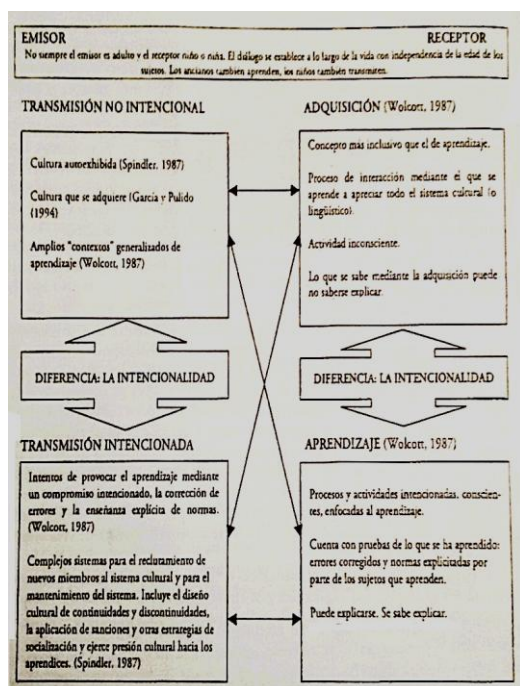 EMISOR
RECEPTOR
No siempre el emisor es adulto y el receptor niño o niña. El diálogo se establece a lo largo de la vida con independencia de la edad de los
sujetos. Los ancianos también aprenden, los niños también transmiten.
TRANSMISIÓN NO INTENCIONAL
Cultura autoexhibida (Spindler, 1987)
Cultura que se adquiere (García y Pulido
(1994)
Amplios "contextos" generalizados de
aprendizaje (Wolcott, 1987)
ADQUISICIÓN (Wolcott, 1987)
Concepto más inclusivo que el de aprendizaje.
Proceso de interacción mediante el que se
aprende a apreciar todo el sistema cultural (o
lingüístico).
Actividad inconsciente.
Lo que se sabe mediante la adquisición puede
no saberse explicar.
DIFERENCIA: LA INTENCIONALIDAD
DIFERENCIA: LA INTENCIONALIDAD
TRANSMISIÓN INTENCIONADA
Intentos de provocar el aprendizaje mediante
un compromiso intencionado, la corrección de
errores y la enseñanza explícita de normas.
(Wolcott, 1987)
Complejos sistemas para el reclutamiento de
nuevos miembros al sistema cultural y para el
mantenimiento del sistema. Incluye el diseño
cultural de continuidades y discontinuidades,
la aplicación de sanciones y otras estrategias de
socialización y ejerce presión cultural hacia los
aprendices. (Spindler, 1987)
APRENDIZAJE (Wolcott, 1987)
Procesos y actividades intencionadas, conscien-
tes, enfocadas al aprendizaje.
Cuenta con pruebas de lo que se ha aprendido:
errores corregidos y normas explicitadas por
parte de los sujetos que aprenden.
Puede explicarse. Se sabe explicar.